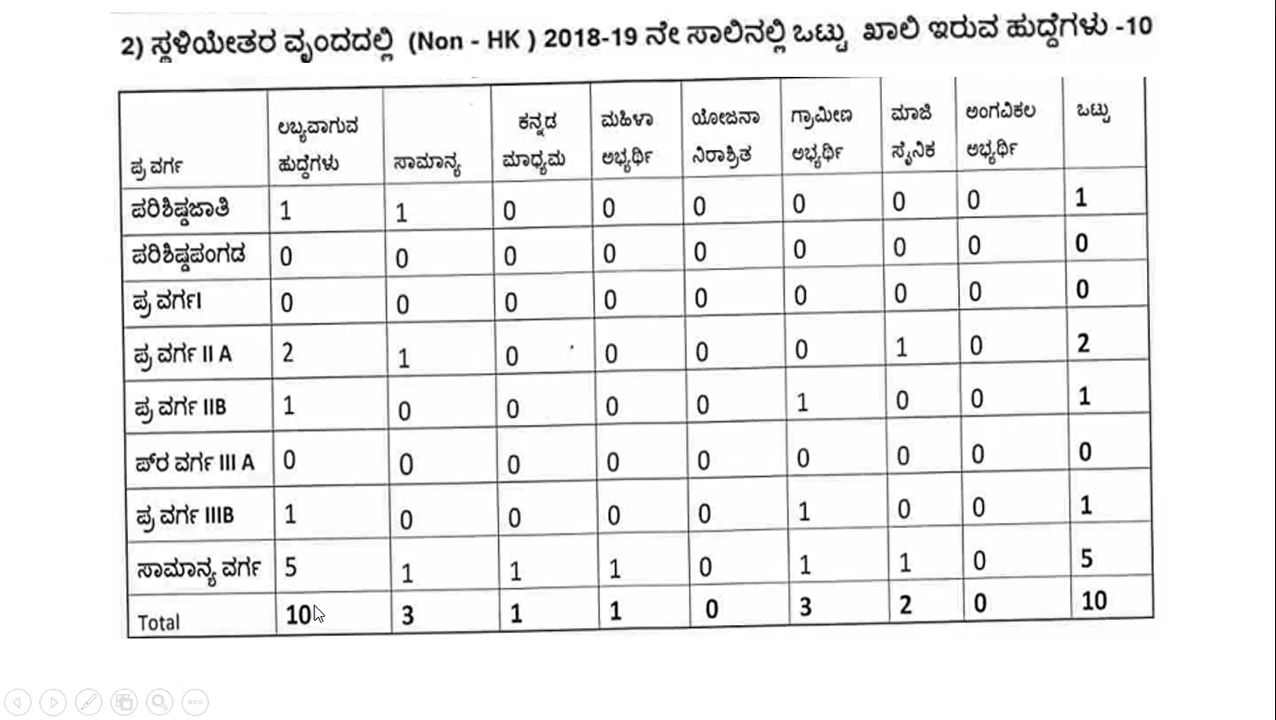 2) ಸ್ಥಳಿಯೇತರ ವೃಂದದಲ್ಲಿ (Non - HK ) 2018-19 ನೇ ಸಾಲಿನಲ್ಲಿ ಒಟ್ಟು ಖಾಲಿ ಇರುವ ಹುದ್ದೆಗಳು -10
ಪ್ರವರ್ಗ ಲಭ್ಯವಾಗುವ ಹುದ್ದೆಗಳು ಸಾಮಾನ್ಯ ಕನ್ನಡ ಮಾಧ್ಯಮ ಮಹಿಳಾ ಅಭ್ಯರ್ಥಿ ಯೋಜನಾ ನಿರಾಶ್ರಿತ ಗ್ರಾಮೀಣ ಅಭ್ಯರ್ಥಿ ಮಾಜಿ ಸೈನಿಕ ಅಂಗವಿಕಲ ಅಭ್ಯರ್ಥಿ ಒಟ್ಟು
ಪರಿಶಿಷ್ಟಜಾತಿ 1 1 0 0 0 0 0 0 1
ಪರಿಶಿಷ್ಟಪಂಗಡ 0 0 0 0 0 0 0 0 0
ಪ್ರವರ್ಗI 0 0 0 0 0 0 0 0 0
ಪ್ರವರ್ಗ II A 2 1 0 0 0 0 1 0 2
ಪ್ರವರ್ಗ IIB 1 0 0 0 0 1 0 0 1
ಪ್‌ರವರ್ಗ III A 0 0 0 0 0 0 0 0 0
ಪ್ರವರ್ಗ IIIB 1 0 0 0 0 1 0 0 1
ಸಾಮಾನ್ಯ ವರ್ಗ 5 1 1 1 0 1 1 0 5
Total 10 3 1 1 0 3 2 0 10